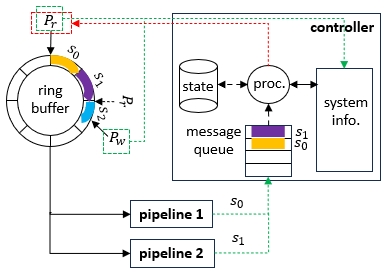 P_r
controller
s_0
s_1
s_2
ring
buffer
P_r
P_w
state
proc.
system
info.
message
queue
s_1
s_0
pipeline 1
s_0
pipeline 2
s_1